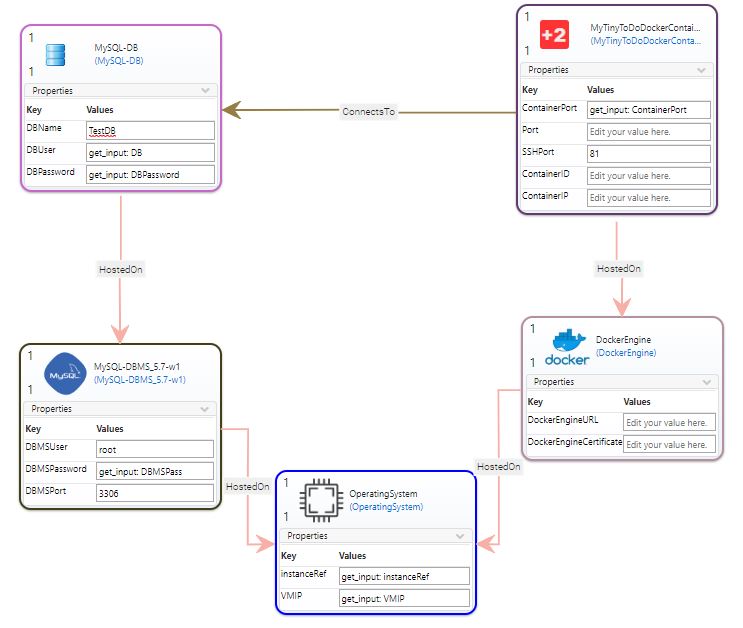 1
MySQL-DB
(MySQL-DB)
1
Properties
Key Values
DBName TestDB
DBUser get_input: DB
DBPassword get_input: DBPassword
ConnectsTo
1
+2
MyTinyToDoDockerContai...
(MyTinyToDoDockerConta...
1
Properties
Key Values
ContainerPort get_input: ContainerPort
Port Edit your value here.
SSHPort 81
ContainerID Edit your value here.
ContainerIP Edit your value here.
HostedOn
HostedOn
1
MySQL
MySQL-DBMS_5.7-w1
(MySQL-DBMS_5.7-w1)
1
Properties
Key Values
DBMSUser root
DBMSPassword get_input: DBMSPass
DBMSPort 3306
1
docker
DockerEngine
(DockerEngine)
1
Properties
Key Values
DockerEngineURL Edit your value here.
DockerEngineCertificate Edit your value here.
HostedOn
HostedOn
1
OperatingSystem
(OperatingSystem)
1
Properties
Key Values
instanceRef get_input: instanceRef
VMIP get_input: VMIP